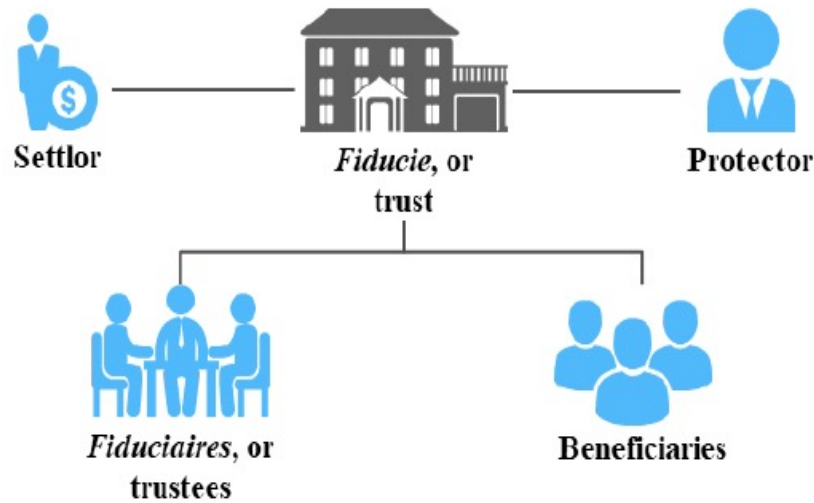 $
Settlor
Fiducie, or
trust
Protector
Fiduciaires, or
trustees
Beneficiaries